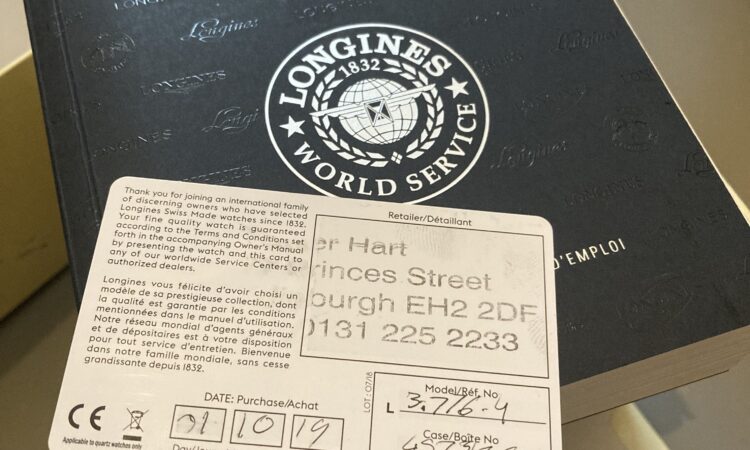 Longines
LONGINES
1832
WORLD SERVICE
D'EMPLOI
Thank you for joining an international family
of discerning owners who have selected
Longines Swiss Made watches since 1832.
Your fine quality watch is guaranteed
according to the Terms and Conditions set
forth in the accompanying Owner's Manual
by presenting the watch and this card to
any of our worldwide Service Centers or
authorized dealers.
Longines vous félicite d'avoir choisi un
modèle de sa prestigieuse collection, dont
la qualité est garantie par les conditions
mentionnées dans le manuel d'utilisation.
Notre réseau mondial d'agents généraux
et de dépositaires est à votre disposition
pour tout service d'entretien. Bienvenue
dans notre famille mondiale, sans cesse
grandissante depuis 1832.
CE
Applicable to quartz watches only
Retailer/Détaillant
er Hart
rinces Street
burgh EH2 2DF
0131 225 2233
DATE: Purchase/Achat
01 10 19
LOT: 07/18
Model/Réf. No
L 3.716-4
Case/Boîte No